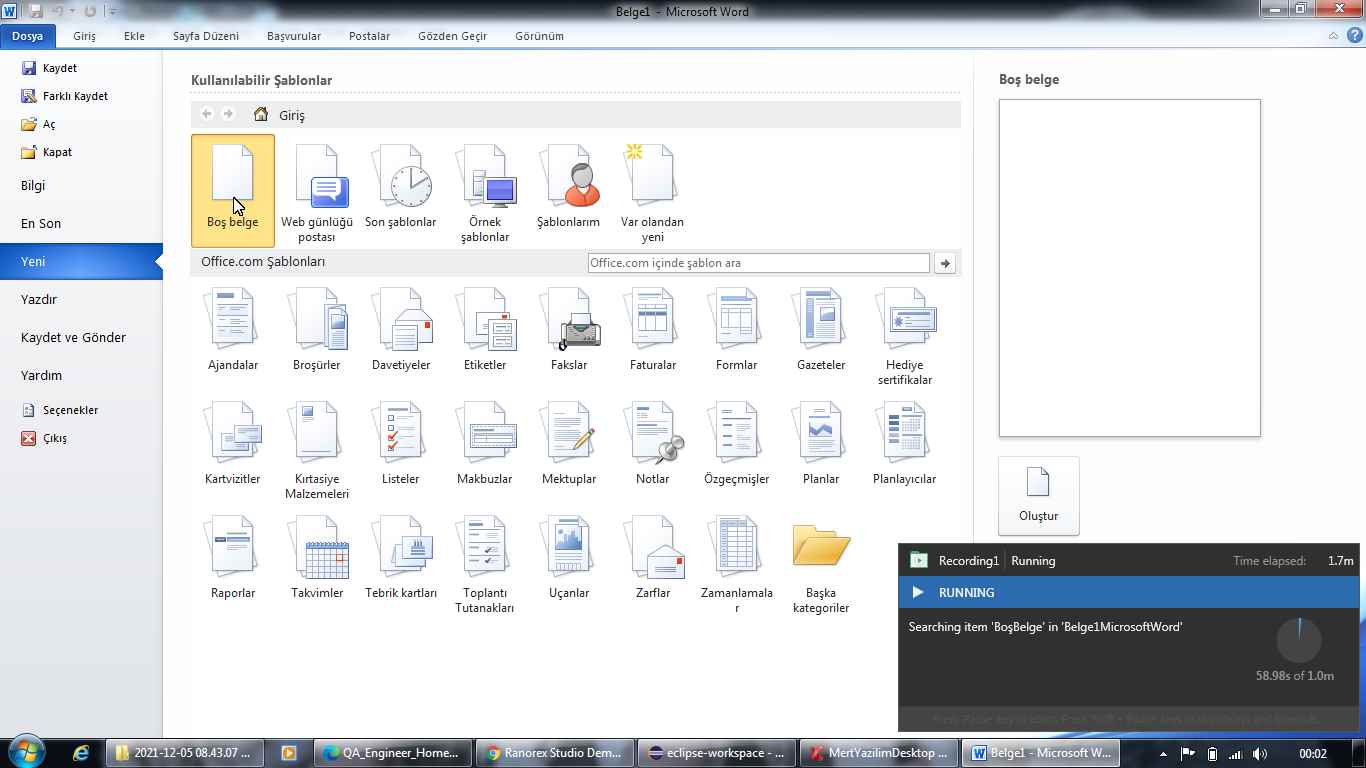 Belge1 - Microsoft Word
Dosya Giriş Ekle Sayfa Düzeni Başvurular Postalar Gözden Geçir Görünüm
Kaydet
Farklı Kaydet
Aç
Kapat
Bilgi
En Son
Yeni
Yazdır
Kaydet ve Gönder
Yardım
Seçenekler
Çıkış
Kullanılabilir Şablonlar
Giriş
Boş belge
Web günlüğü
postası
Son şablonlar
Örnek
şablonlar
Şablonlarım
Var olandan
yeni
Office.com Şablonları
Office.com içinde şablon ara
Ajandalar
Broşürler
Davetiyeler
Etiketler
Fakslar
Faturalar
Formlar
Gazeteler
Hediye
sertifikalar
Kartvizitler
Kırtasiye
Malzemeleri
Listeler
Makbuzlar
Mektuplar
Notlar
Özgeçmişler
Planlar
Planlayıcılar
Raporlar
Takvimler
Tebrik kartları
Toplantı
Tutanakları
Uçanlar
Zarflar
Zamanlamala
r
Başka
kategoriler
Boş belge
Oluştur
Recording1 Running Time elapsed: 1.7m
RUNNING
Searching item 'BoşBelge' in 'Belge1MicrosoftWord'
58.98s of 1.0m
2021-12-05 08.43.07
QA_Engineer_Home...
Ranorex Studio Dem...
eclipse-workspace - ...
MertYazilimDesktop ...
Belge1 - Microsoft W...
00:02